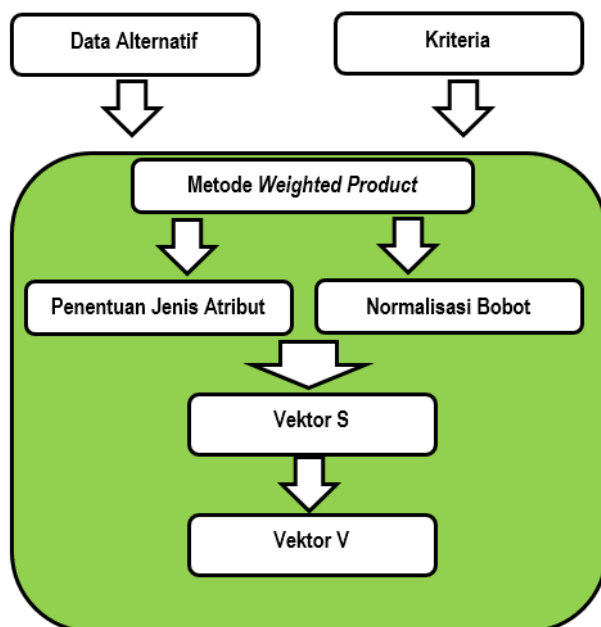 Data Alternatif
Kriteria
Metode Weighted Product
Penentuan Jenis Atribut
Normalisasi Bobot
Vektor S
Vektor V